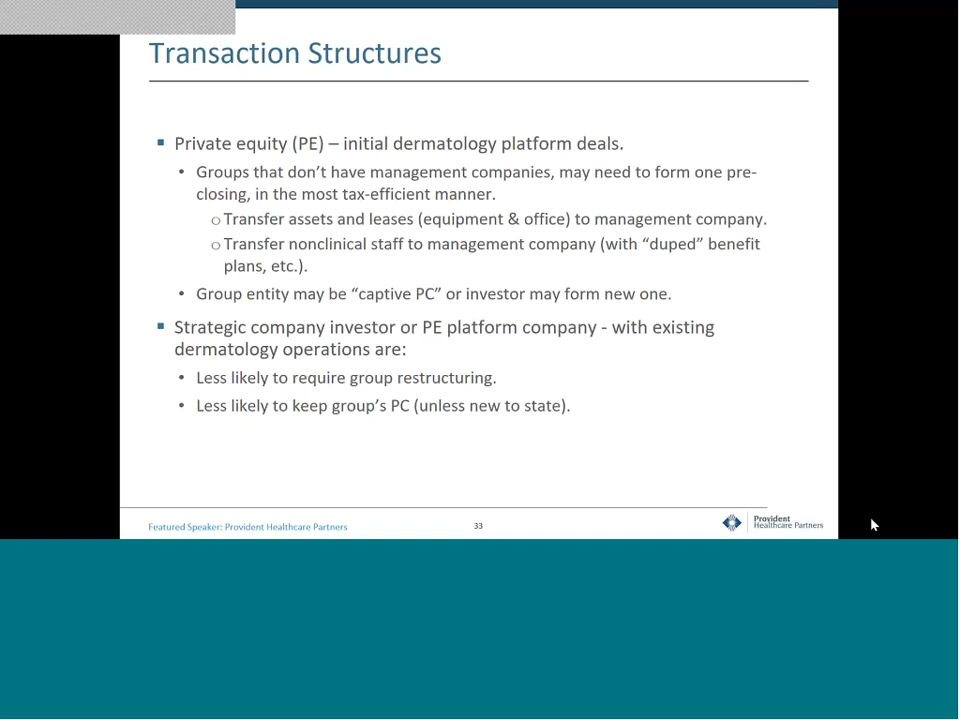 Transaction Structures
▪ Private equity (PE) – initial dermatology platform deals.
• Groups that don’t have management companies, may need to form one pre-
closing, in the most tax-efficient manner.
o Transfer assets and leases (equipment & office) to management company.
o Transfer nonclinical staff to management company (with “duped” benefit
plans, etc.).
• Group entity may be “captive PC” or investor may form new one.
▪ Strategic company investor or PE platform company - with existing
dermatology operations are:
• Less likely to require group restructuring.
• Less likely to keep group’s PC (unless new to state).
Featured Speaker: Provident Healthcare Partners
33
Provident
Healthcare Partners